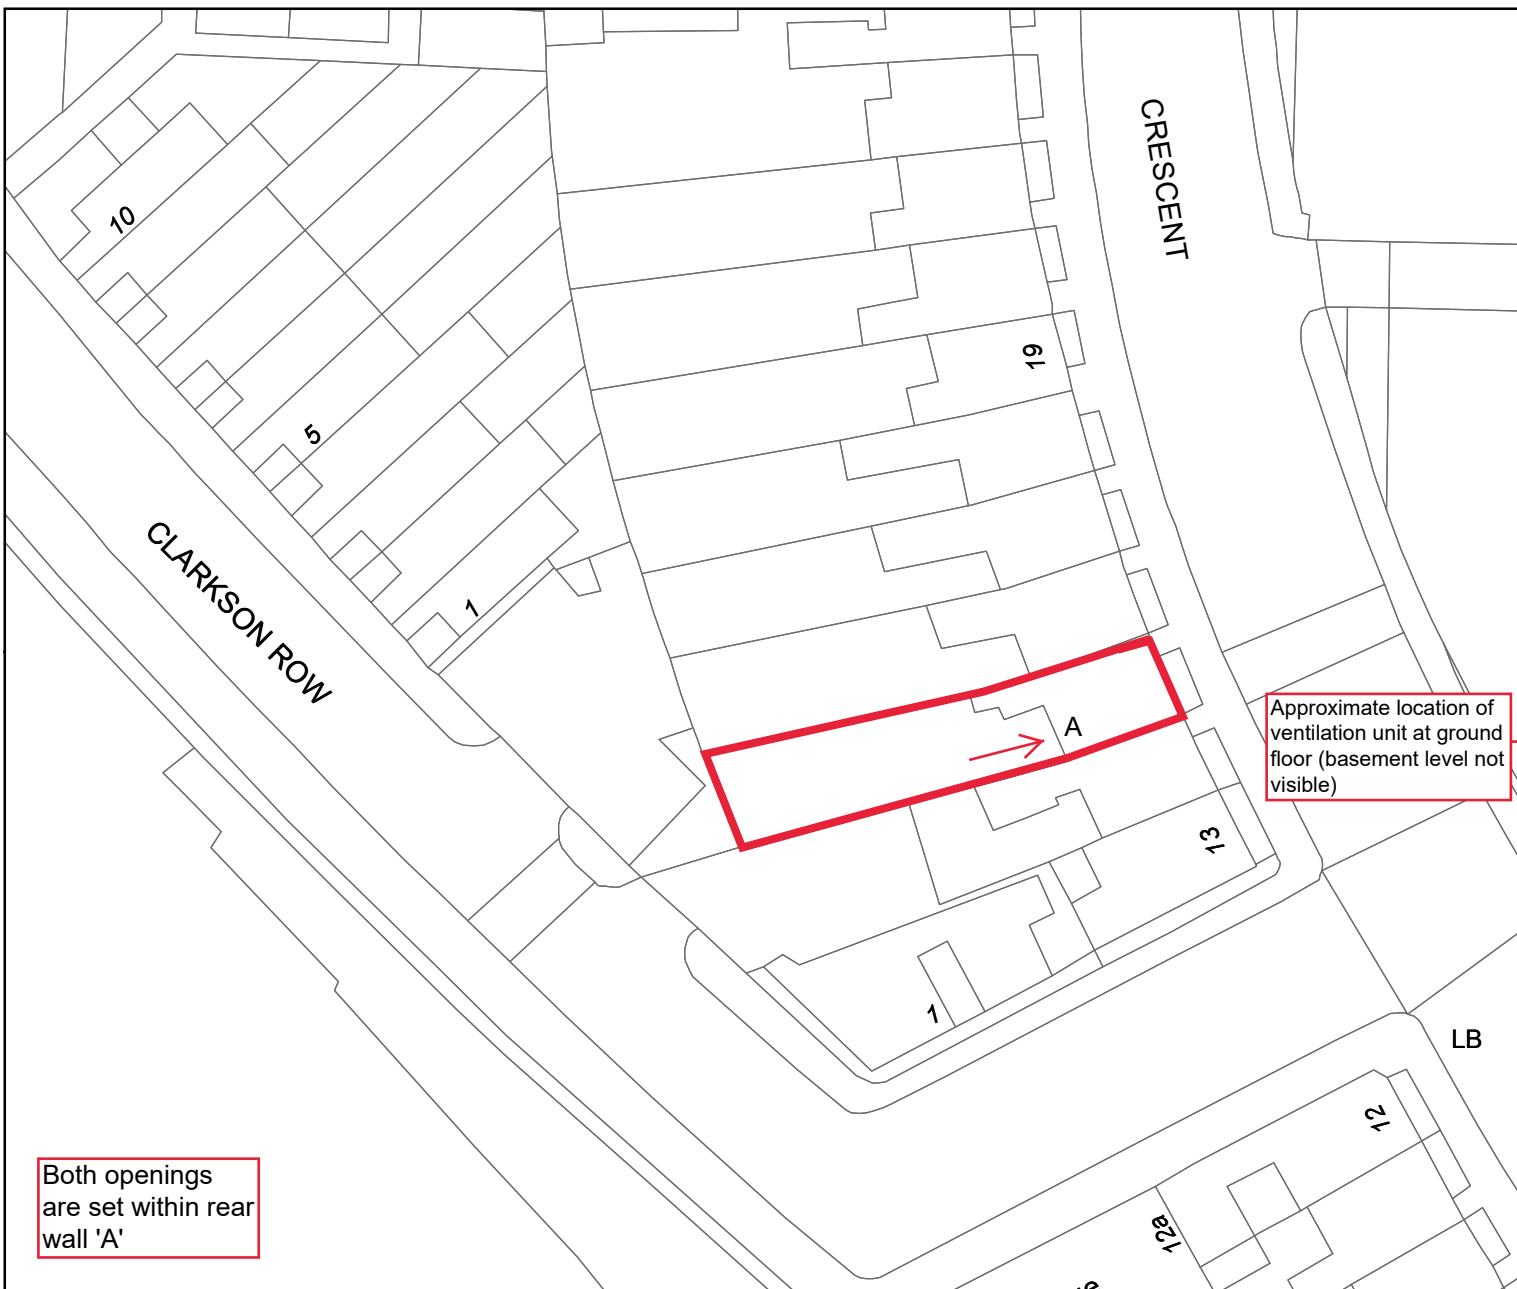 CRESCENT
10
19
5
CLARKSON ROW
1
A
Approximate location of
ventilation unit at ground
floor (basement level not
visible)
13
1
LB
12
Both openings
are set within rear
wall 'A'
12a